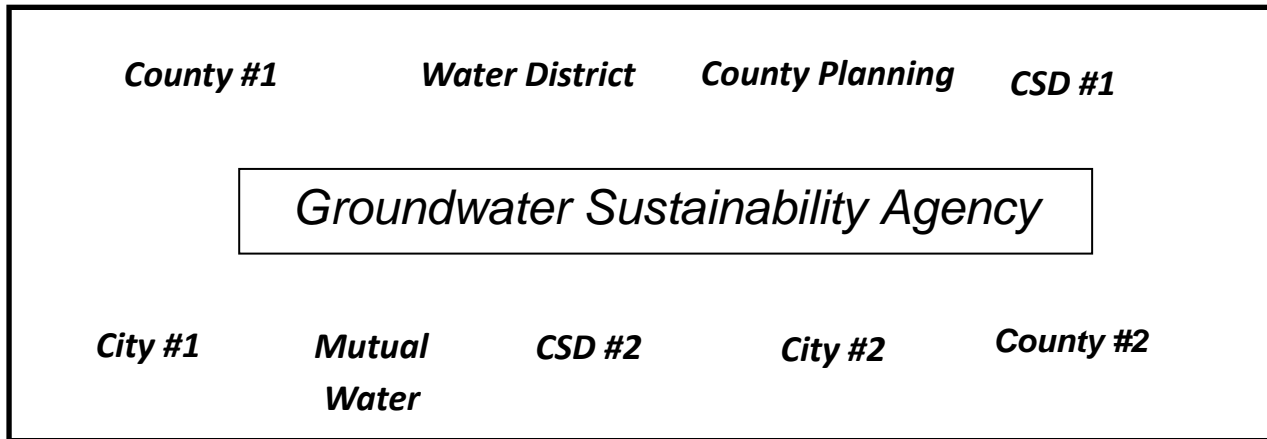 County #1 Water District County Planning CSD #1
Groundwater Sustainability Agency
City #1 Mutual CSD #2 City #2 County #2
Water